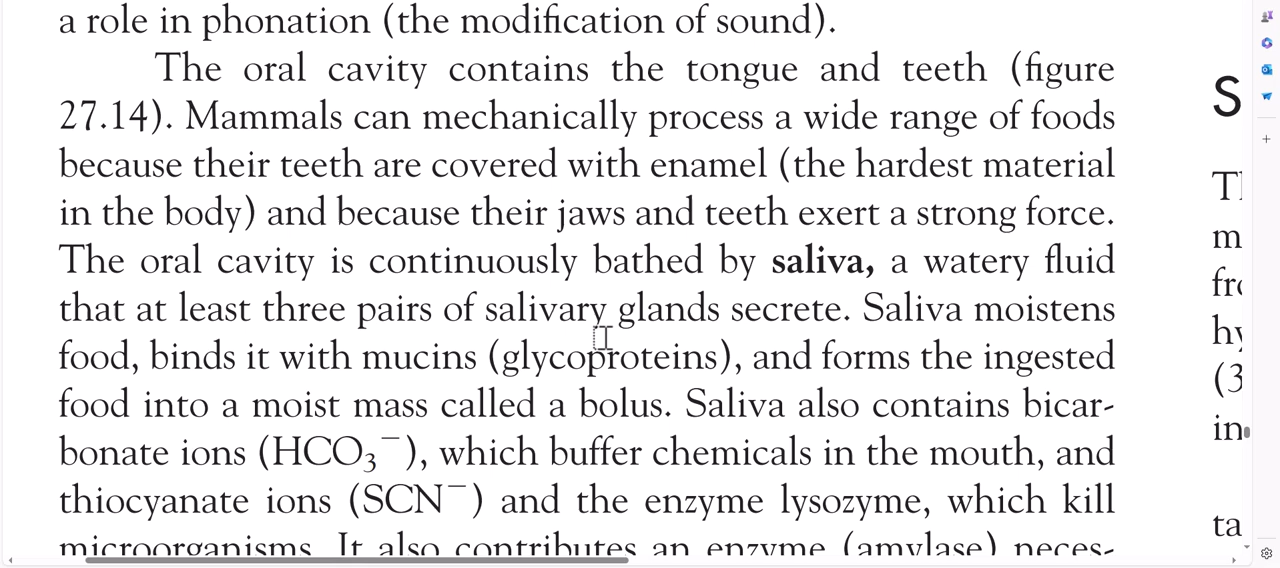 a role in phonation (the modification of sound).
The oral cavity contains the tongue and teeth (figure
27.14). Mammals can mechanically process a wide range of foods
because their teeth are covered with enamel (the hardest material
in the body) and because their jaws and teeth exert a strong force.
The oral cavity is continuously bathed by saliva, a watery fluid
that at least three pairs of salivary glands secrete. Saliva moistens
food, binds it with mucins (glycoproteins), and forms the ingested
food into a moist mass called a bolus. Saliva also contains bicar-
bonate ions (HCO₃⁻), which buffer chemicals in the mouth, and
thiocyanate ions (SCN⁻) and the enzyme lysozyme, which kill
microorganisms. It also contributes an enzyme (amylase) neces-
S
m
(3
in
ta